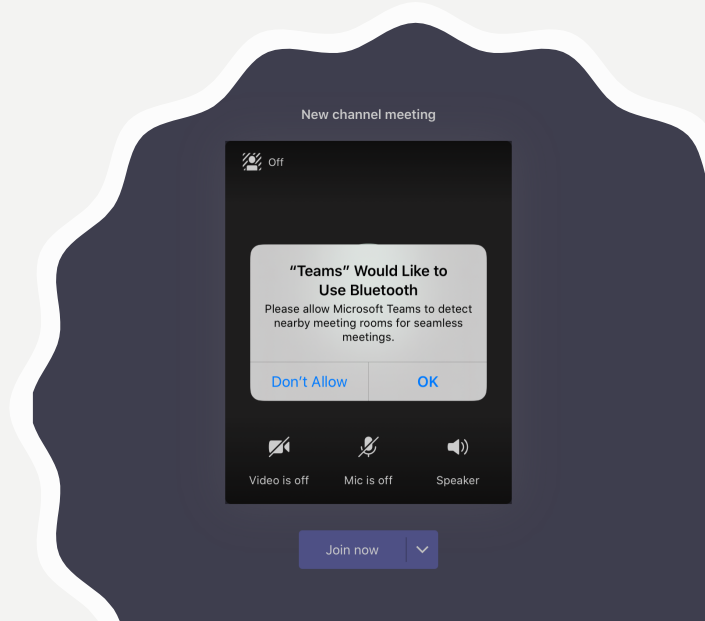 New channel meeting
Off
“Teams” Would Like to
Use Bluetooth
Please allow Microsoft Teams to detect
nearby meeting rooms for seamless
meetings.
Don’t Allow
OK
Video is off
Mic is off
Speaker
Join now